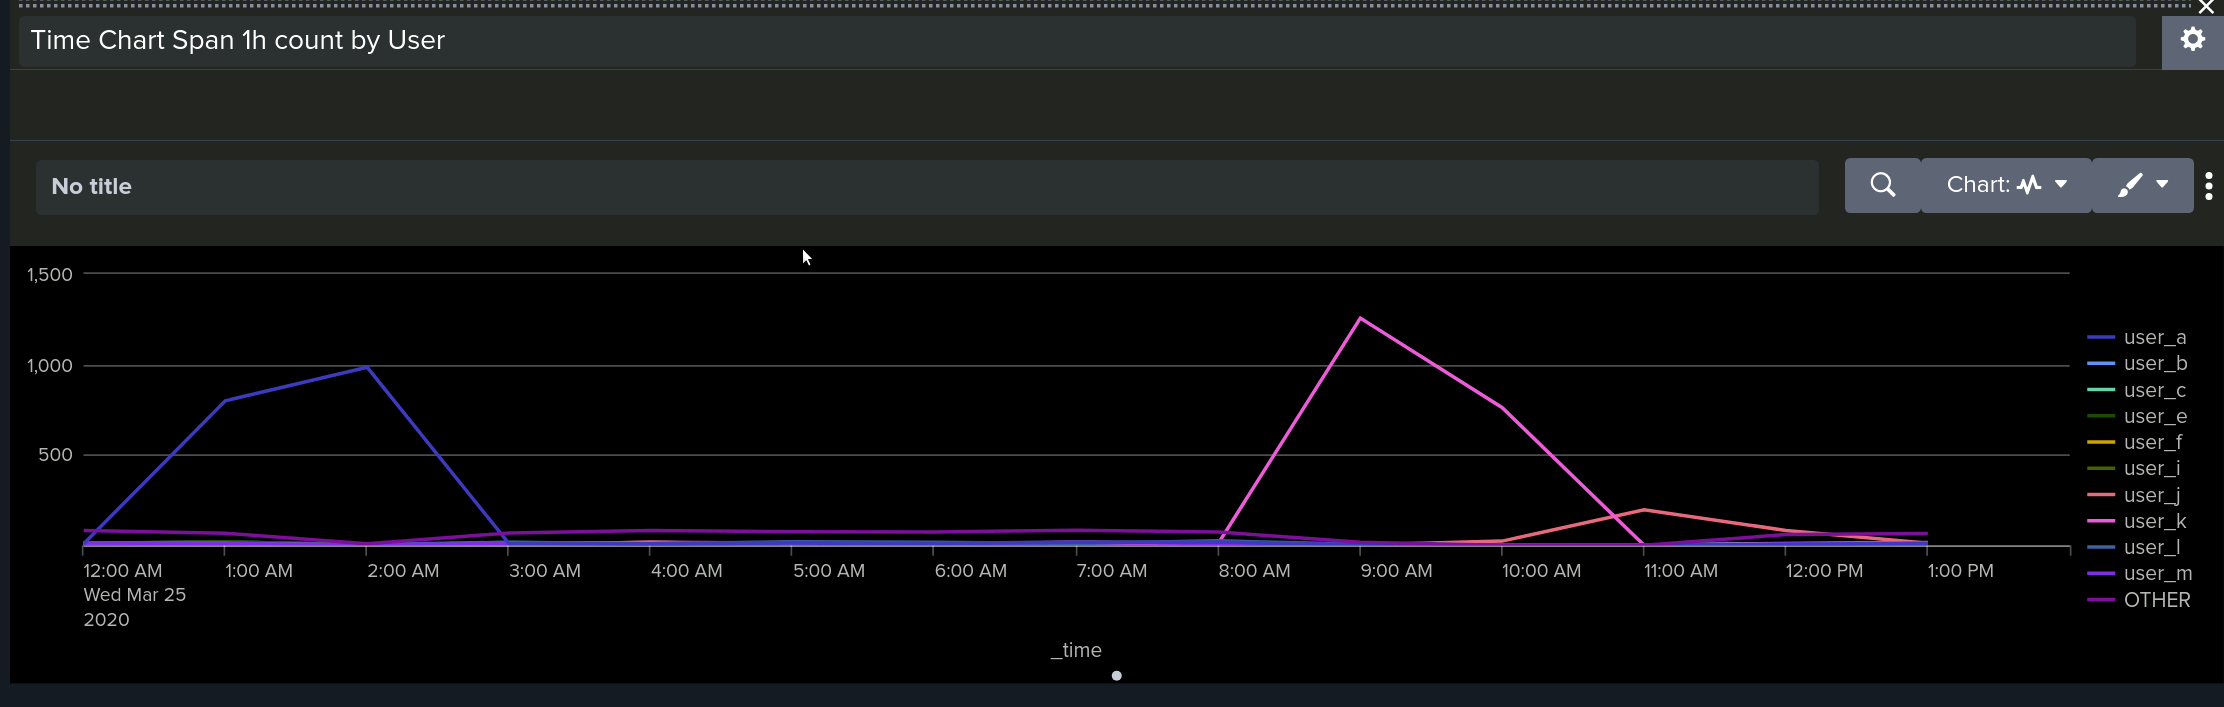 Time Chart Span 1h count by User
No title
Chart:
1,500
1,000
500
12:00 AM 1:00 AM 2:00 AM 3:00 AM 4:00 AM 5:00 AM 6:00 AM 7:00 AM 8:00 AM 9:00 AM 10:00 AM 11:00 AM 12:00 PM 1:00 PM
Wed Mar 25
2020
_time
user_a
user_b
user_c
user_e
user_f
user_i
user_j
user_k
user_l
user_m
OTHER